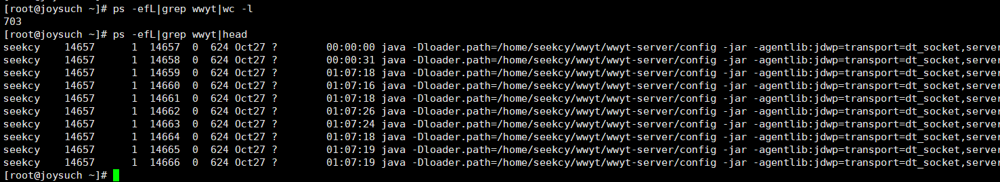 [root@joysuch ~]# ps -efL|grep wwyt|wc -l
703
[root@joysuch ~]# ps -efL|grep wwyt|head
seekcy    14657      1  14657  0  624 Oct27 ?        00:00:00 java -Dloader.path=/home/seekcy/wwyt/wwyt-server/config -jar -agentlib:jdwp=transport=dt_socket,server
seekcy    14657      1  14658  0  624 Oct27 ?        00:00:31 java -Dloader.path=/home/seekcy/wwyt/wwyt-server/config -jar -agentlib:jdwp=transport=dt_socket,server
seekcy    14657      1  14659  0  624 Oct27 ?        01:07:18 java -Dloader.path=/home/seekcy/wwyt/wwyt-server/config -jar -agentlib:jdwp=transport=dt_socket,server
seekcy    14657      1  14660  0  624 Oct27 ?        01:07:16 java -Dloader.path=/home/seekcy/wwyt/wwyt-server/config -jar -agentlib:jdwp=transport=dt_socket,server
seekcy    14657      1  14661  0  624 Oct27 ?        01:07:18 java -Dloader.path=/home/seekcy/wwyt/wwyt-server/config -jar -agentlib:jdwp=transport=dt_socket,server
seekcy    14657      1  14662  0  624 Oct27 ?        01:07:26 java -Dloader.path=/home/seekcy/wwyt/wwyt-server/config -jar -agentlib:jdwp=transport=dt_socket,server
seekcy    14657      1  14663  0  624 Oct27 ?        01:07:24 java -Dloader.path=/home/seekcy/wwyt/wwyt-server/config -jar -agentlib:jdwp=transport=dt_socket,server
seekcy    14657      1  14664  0  624 Oct27 ?        01:07:18 java -Dloader.path=/home/seekcy/wwyt/wwyt-server/config -jar -agentlib:jdwp=transport=dt_socket,server
seekcy    14657      1  14665  0  624 Oct27 ?        01:07:19 java -Dloader.path=/home/seekcy/wwyt/wwyt-server/config -jar -agentlib:jdwp=transport=dt_socket,server
seekcy    14657      1  14666  0  624 Oct27 ?        01:07:19 java -Dloader.path=/home/seekcy/wwyt/wwyt-server/config -jar -agentlib:jdwp=transport=dt_socket,server
[root@joysuch ~]#